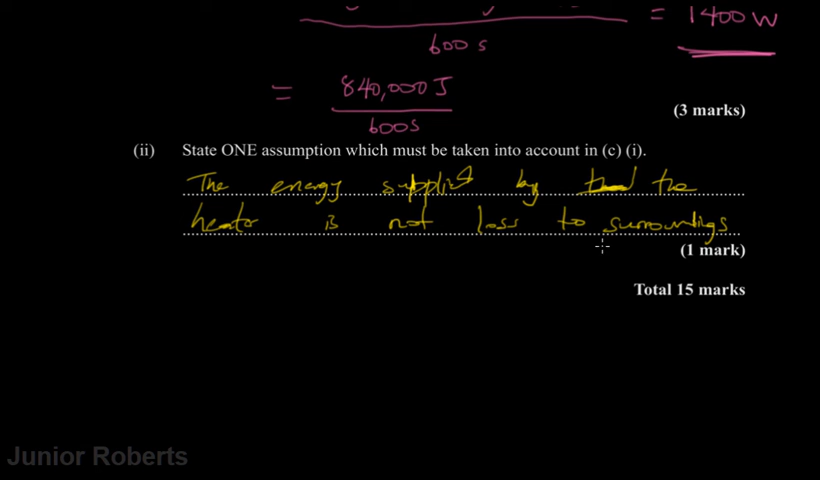 600 s
= 1400 W
= 840,000 J
600s
(3 marks)
(ii) State ONE assumption which must be taken into account in (c) (i).
The energy supplied by the
heater is not loss to surroundings
(1 mark)
Total 15 marks
Junior Roberts